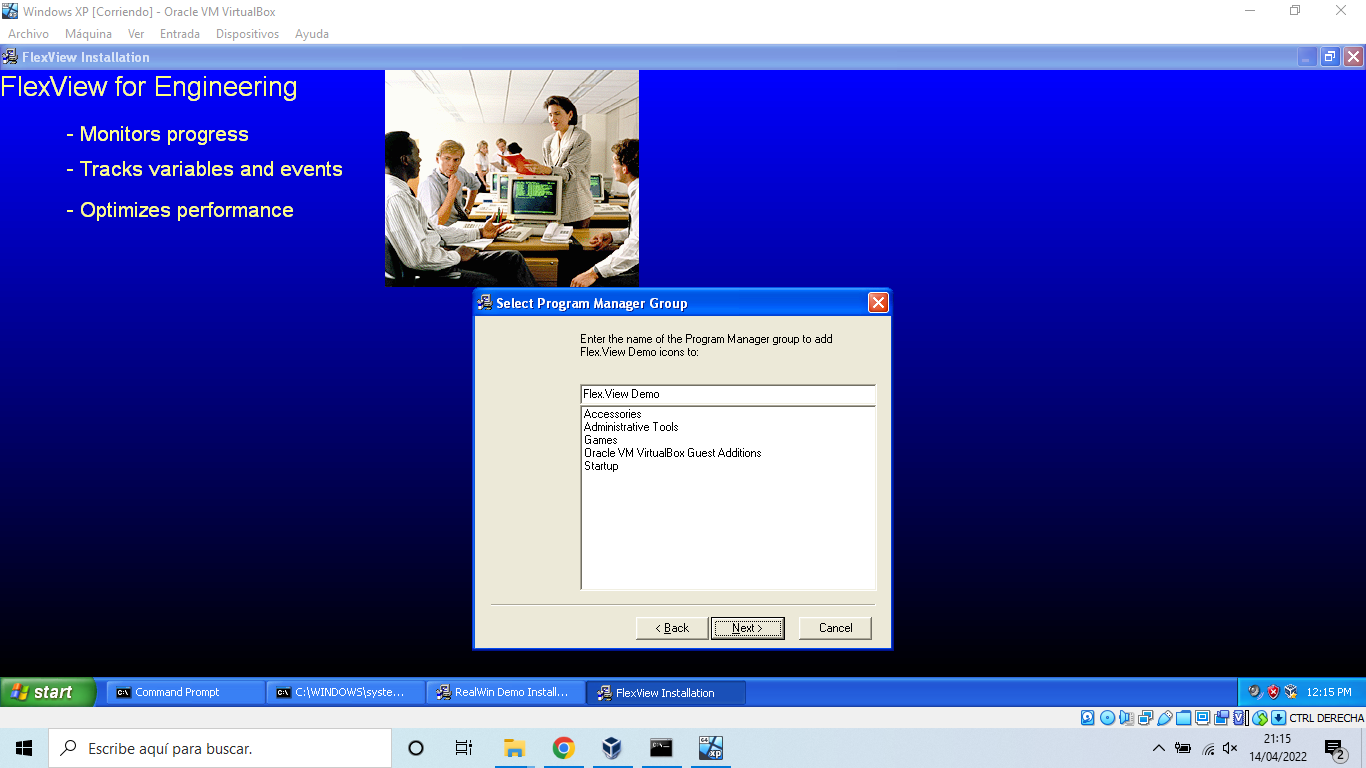 Windows XP [Corriendo] - Oracle VM VirtualBox
Archivo Máquina Ver Entrada Dispositivos Ayuda
FlexView Installation
FlexView for Engineering
- Monitors progress
- Tracks variables and events
- Optimizes performance
Select Program Manager Group
Enter the name of the Program Manager group to add
Flex.View Demo icons to:
Flex.View Demo
Accessories
Administrative Tools
Games
Oracle VM VirtualBox Guest Additions
Startup
< Back Next > Cancel
start Command Prompt C:\WINDOWS\syste... RealWin Demo Install... FlexView Installation 12:15 PM
CTRL DERECHA
Escribe aquí para buscar.
21:15
14/04/2022
2